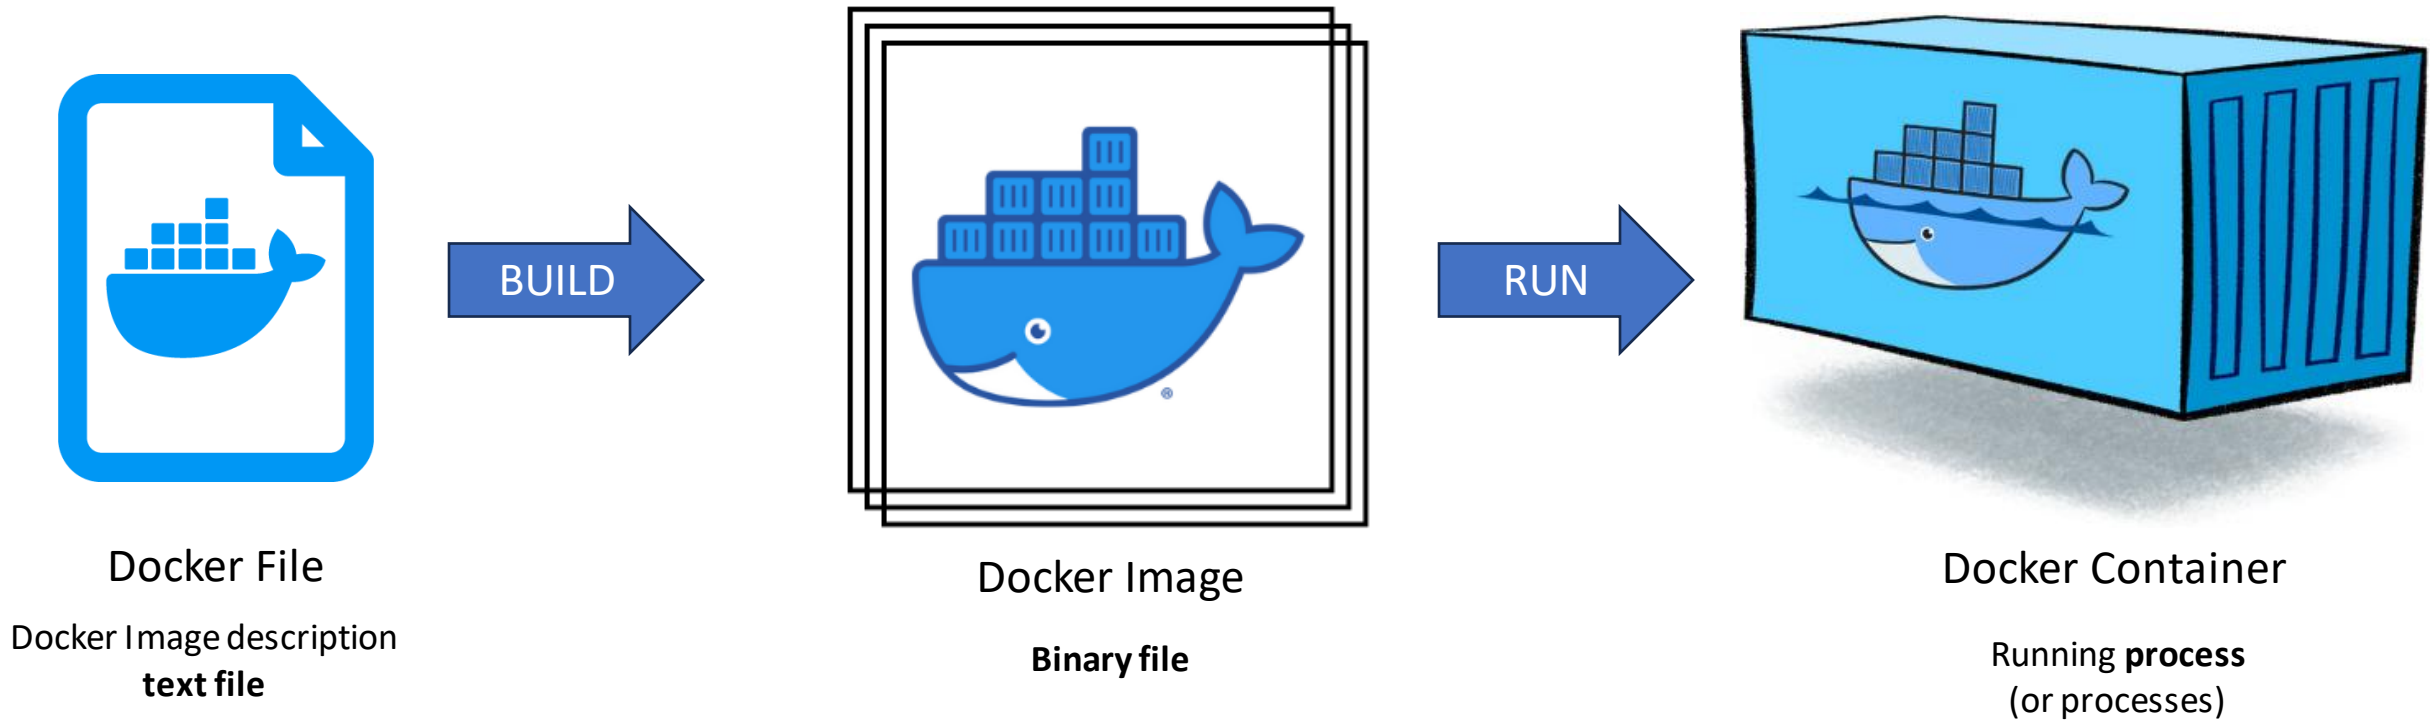 BUILD
RUN
®
Docker File
Docker Image description
text file
Docker Image
Binary file
Docker Container
Running process
(or processes)